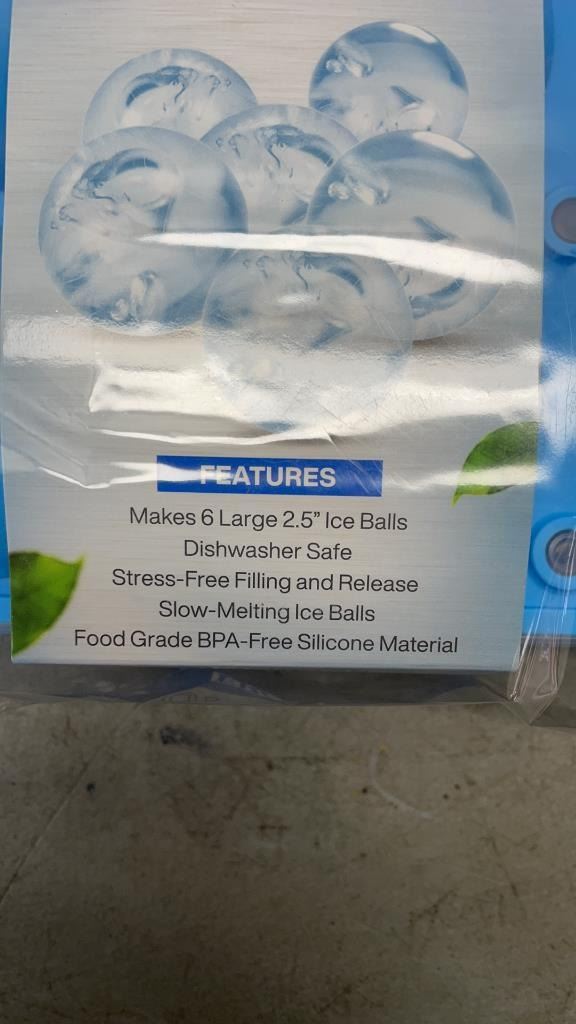 FEATURES
Makes 6 Large 2.5” Ice Balls
Dishwasher Safe
Stress-Free Filling and Release
Slow-Melting Ice Balls
Food Grade BPA-Free Silicone Material